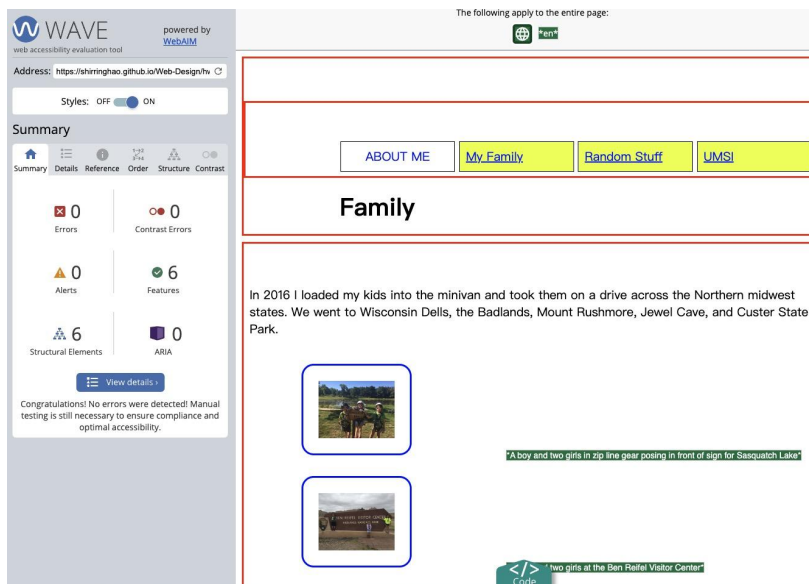 WAVE
web accessibility evaluation tool
powered by
WebAIM
Address: https://shirringhao.github.io/Web-Design/hw
Styles: OFF ON
Summary
Summary Details Reference Order Structure Contrast
0
Errors
0
Contrast Errors
0
Alerts
6
Features
6
Structural Elements
0
ARIA
View details ›
Congratulations! No errors were detected! Manual
testing is still necessary to ensure compliance and
optimal accessibility.
The following apply to the entire page:
*en*
ABOUT ME
My Family
Random Stuff
UMSI
Family
In 2016 I loaded my kids into the minivan and took them on a drive across the Northern midwest
states. We went to Wisconsin Dells, the Badlands, Mount Rushmore, Jewel Cave, and Custer State
Park.
*A boy and two girls in zip line gear posing in front of sign for Sasquatch Lake*
two girls at the Ben Reifel Visitor Center*
</>
Code